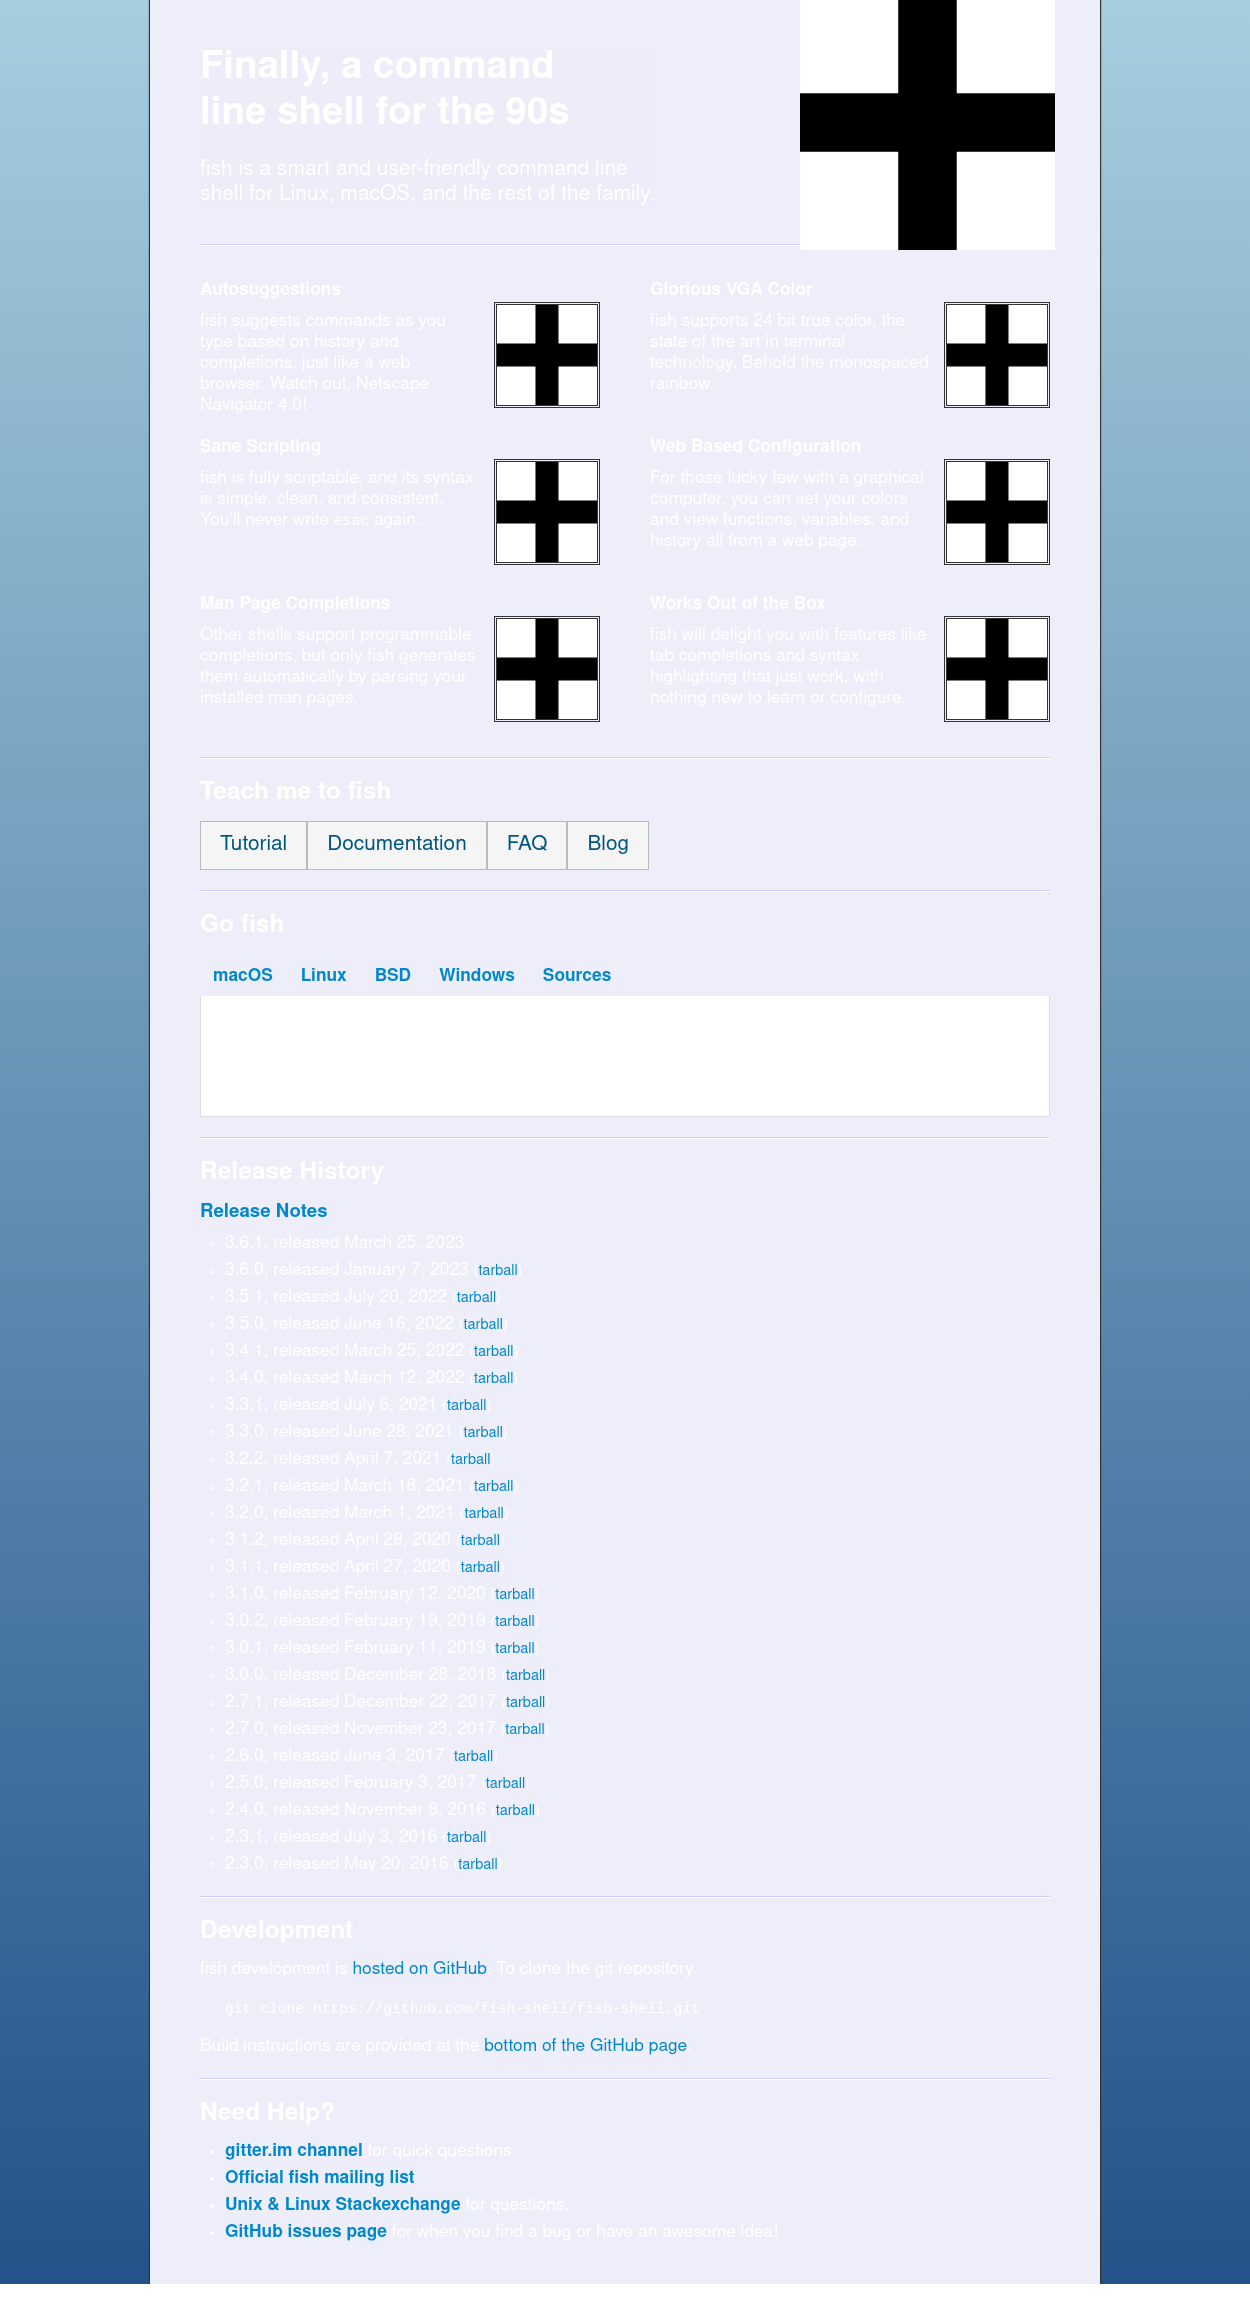 Finally, a command
line shell for the 90s
fish is a smart and user-friendly command line
shell for Linux, macOS, and the rest of the family.
Autosuggestions
fish suggests commands as you
type based on history and
completions, just like a web
browser. Watch out, Netscape
Navigator 4.0!
Glorious VGA Color
fish supports 24 bit true color, the
state of the art in terminal
technology. Behold the monospaced
rainbow.
Sane Scripting
fish is fully scriptable, and its syntax
is simple, clean, and consistent.
You'll never write esac again.
Web Based Configuration
For those lucky few with a graphical
computer, you can set your colors
and view functions, variables, and
history all from a web page.
Man Page Completions
Other shells support programmable
completions, but only fish generates
them automatically by parsing your
installed man pages.
Works Out of the Box
fish will delight you with features like
tab completions and syntax
highlighting that just work, with
nothing new to learn or configure.
Teach me to fish
Tutorial Documentation FAQ Blog
Go fish
macOS Linux BSD Windows Sources
Release History
Release Notes
3.6.1, released March 25, 2023
3.6.0, released January 7, 2023 (tarball)
3.5.1, released July 20, 2022 (tarball)
3.5.0, released June 16, 2022 (tarball)
3.4.1, released March 25, 2022 (tarball)
3.4.0, released March 12, 2022 (tarball)
3.3.1, released July 6, 2021 (tarball)
3.3.0, released June 28, 2021 (tarball)
3.2.2, released April 7, 2021 (tarball)
3.2.1, released March 18, 2021 (tarball)
3.2.0, released March 1, 2021 (tarball)
3.1.2, released April 29, 2020 (tarball)
3.1.1, released April 27, 2020 (tarball)
3.1.0, released February 12, 2020 (tarball)
3.0.2, released February 19, 2019 (tarball)
3.0.1, released February 11, 2019 (tarball)
3.0.0, released December 28, 2018 (tarball)
2.7.1, released December 22, 2017 (tarball)
2.7.0, released November 23, 2017 (tarball)
2.6.0, released June 3, 2017 (tarball)
2.5.0, released February 3, 2017 (tarball)
2.4.0, released November 8, 2016 (tarball)
2.3.1, released July 3, 2016 (tarball)
2.3.0, released May 20, 2016 (tarball)
Development
fish development is hosted on GitHub. To clone the git repository:
git clone https://github.com/fish-shell/fish-shell.git
Build instructions are provided at the bottom of the GitHub page.
Need Help?
gitter.im channel for quick questions
Official fish mailing list
Unix & Linux Stackexchange for questions.
GitHub issues page for when you find a bug or have an awesome idea!